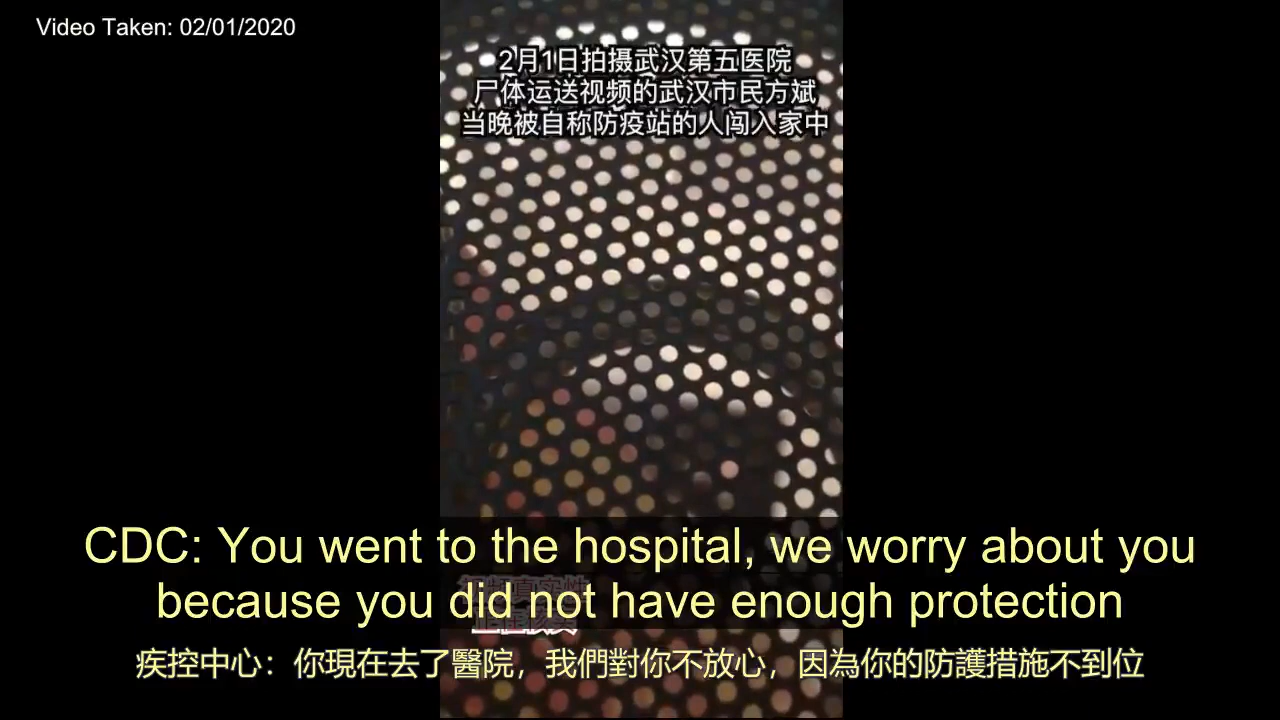 Video Taken: 02/01/2020
2月1日拍摄武汉第五医院
尸体运送视频的武汉市民方斌
当晚被自称防疫站的人闯入家中
CDC: You went to the hospital, we worry about you
because you did not have enough protection
疾控中心：你現在去了醫院，我們對你不放心，因為你的防護措施不到位